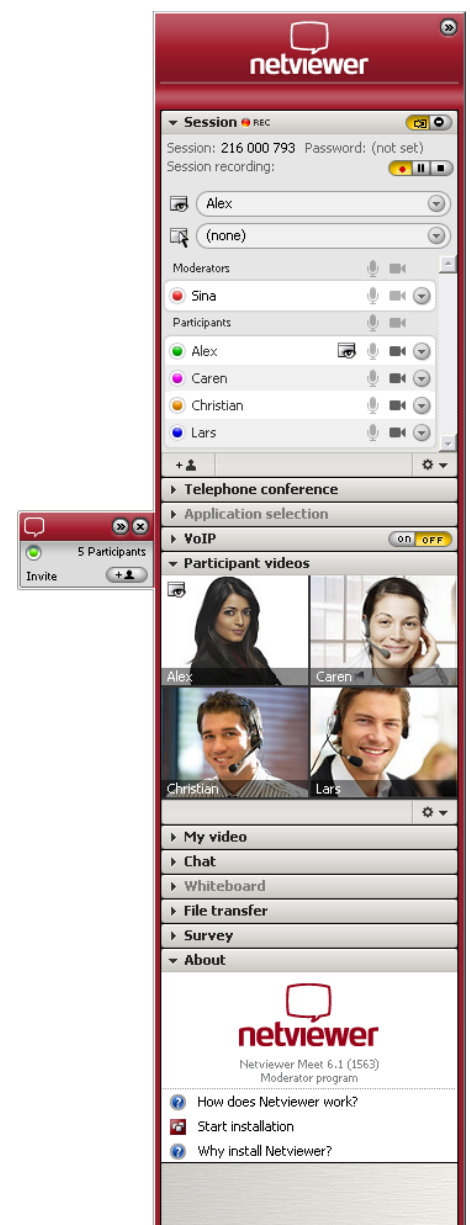 netviewer
Session REC
Session: 216 000 793 Password: (not set)
Session recording:
Alex
(none)
Moderators
Sina
Participants
Alex
Caren
Christian
Lars
Telephone conference
Application selection
VoIP on OFF
Participant videos
Alex Caren
Christian Lars
My video
Chat
Whiteboard
File transfer
Survey
About
netviewer
Netviewer Meet 6.1 (1563)
Moderator program
How does Netviewer work?
Start installation
Why install Netviewer?
5 Participants
Invite